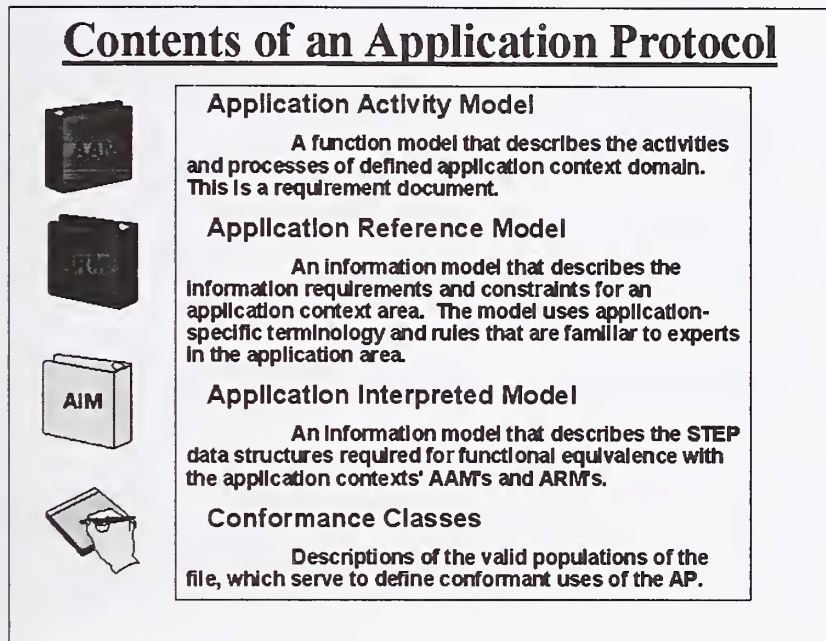 Contents of an Application Protocol
Application Activity Model
A function model that describes the activities
and processes of defined application context domain.
This is a requirement document.
Application Reference Model
An information model that describes the
information requirements and constraints for an
application context area. The model uses application-
specific terminology and rules that are familiar to experts
in the application area.
AIM
Application Interpreted Model
An information model that describes the STEP
data structures required for functional equivalence with
the application contexts' AAM's and ARM's.
Conformance Classes
Descriptions of the valid populations of the
file, which serve to define conformant uses of the AP.